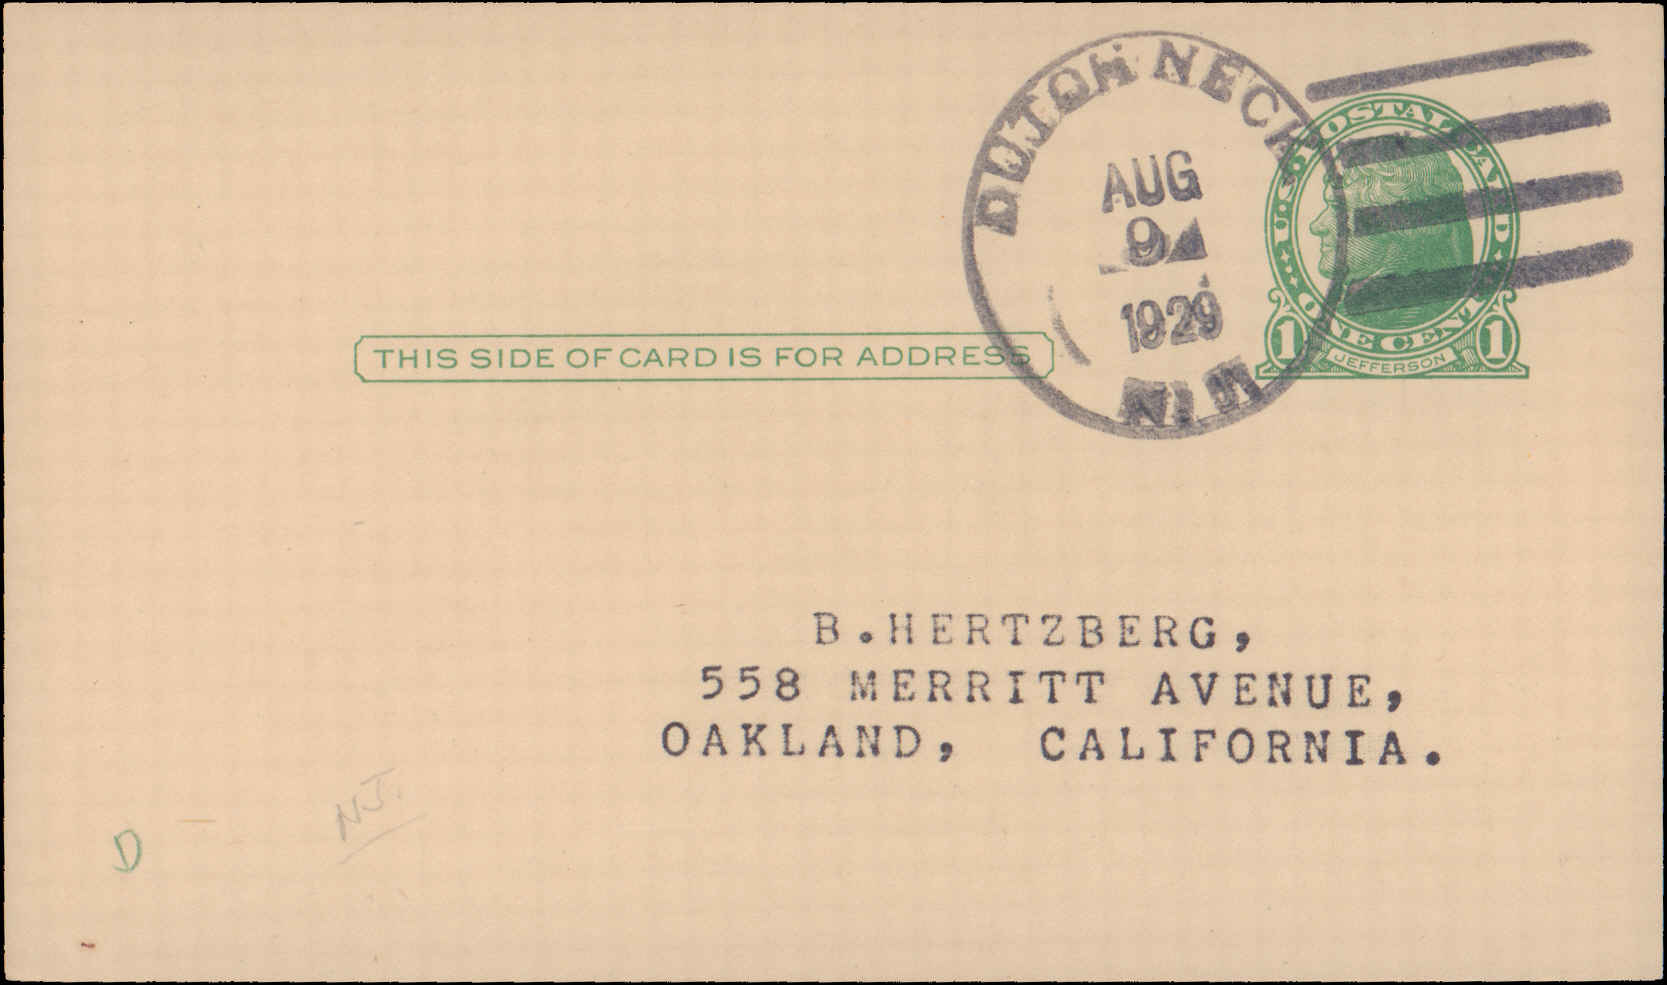 DUTCH NECK
AUG
9
1929
N.J.
U·S·POSTAL CARD
ONE CENT
1 JEFFERSON 1
THIS SIDE OF CARD IS FOR ADDRESS
B.HERTZBERG,
558 MERRITT AVENUE,
OAKLAND, CALIFORNIA.
NJ.
D